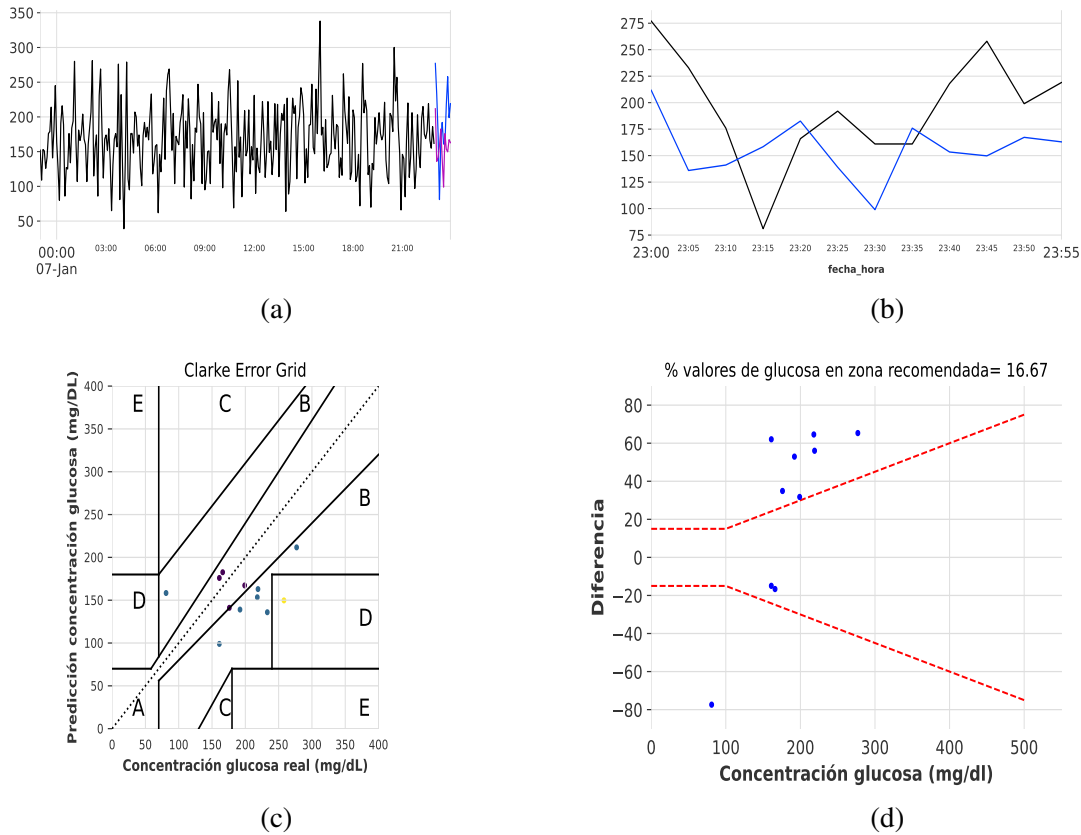 350
300
250
200
150
100
50
00:00 03:00 06:00 09:00 12:00 15:00 18:00 21:00
07-Jan
(a)
275
250
225
200
175
150
125
100
75
23:00 23:05 23:10 23:15 23:20 23:25 23:30 23:35 23:40 23:45 23:50 23:55
fecha_hora
(b)
Clarke Error Grid
Predicción concentración glucosa (mg/DL)
400
350
300
250
200
150
100
50
0
E C B
B
D
D
A C E
0 50 100 150 200 250 300 350 400
Concentración glucosa real (mg/dL)
(c)
% valores de glucosa en zona recomendada= 16.67
Diferencia
80
60
40
20
0
−20
−40
−60
−80
0 100 200 300 400 500
Concentración glucosa (mg/dl)
(d)